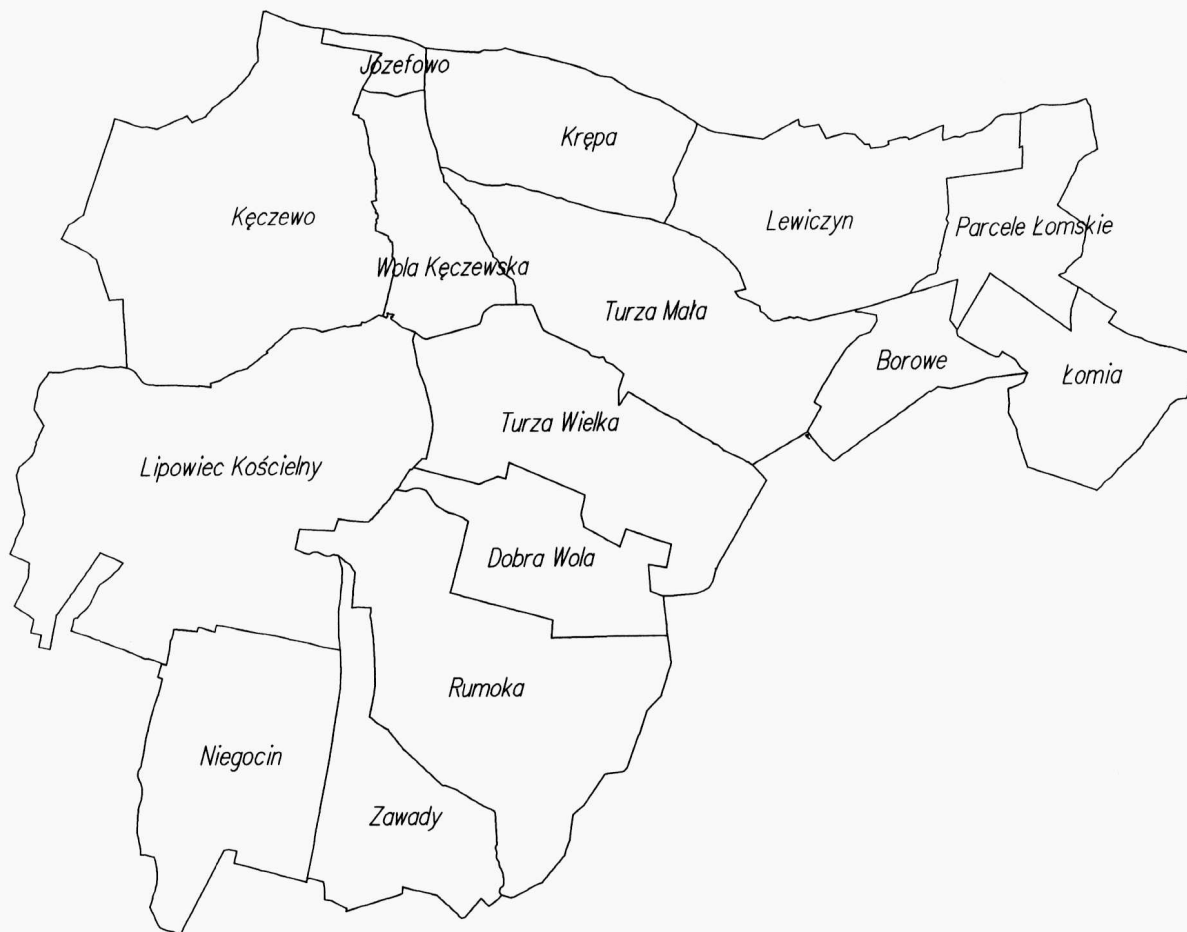 Józefowo
Krępa
Kęczewo
Lewiczyn
Parcele Łomskie
Wola Kęczewska
Turza Mała
Borowe
Łomia
Turza Wielka
Lipowiec Kościelny
Dobra Wola
Rumoka
Niegocin
Zawady